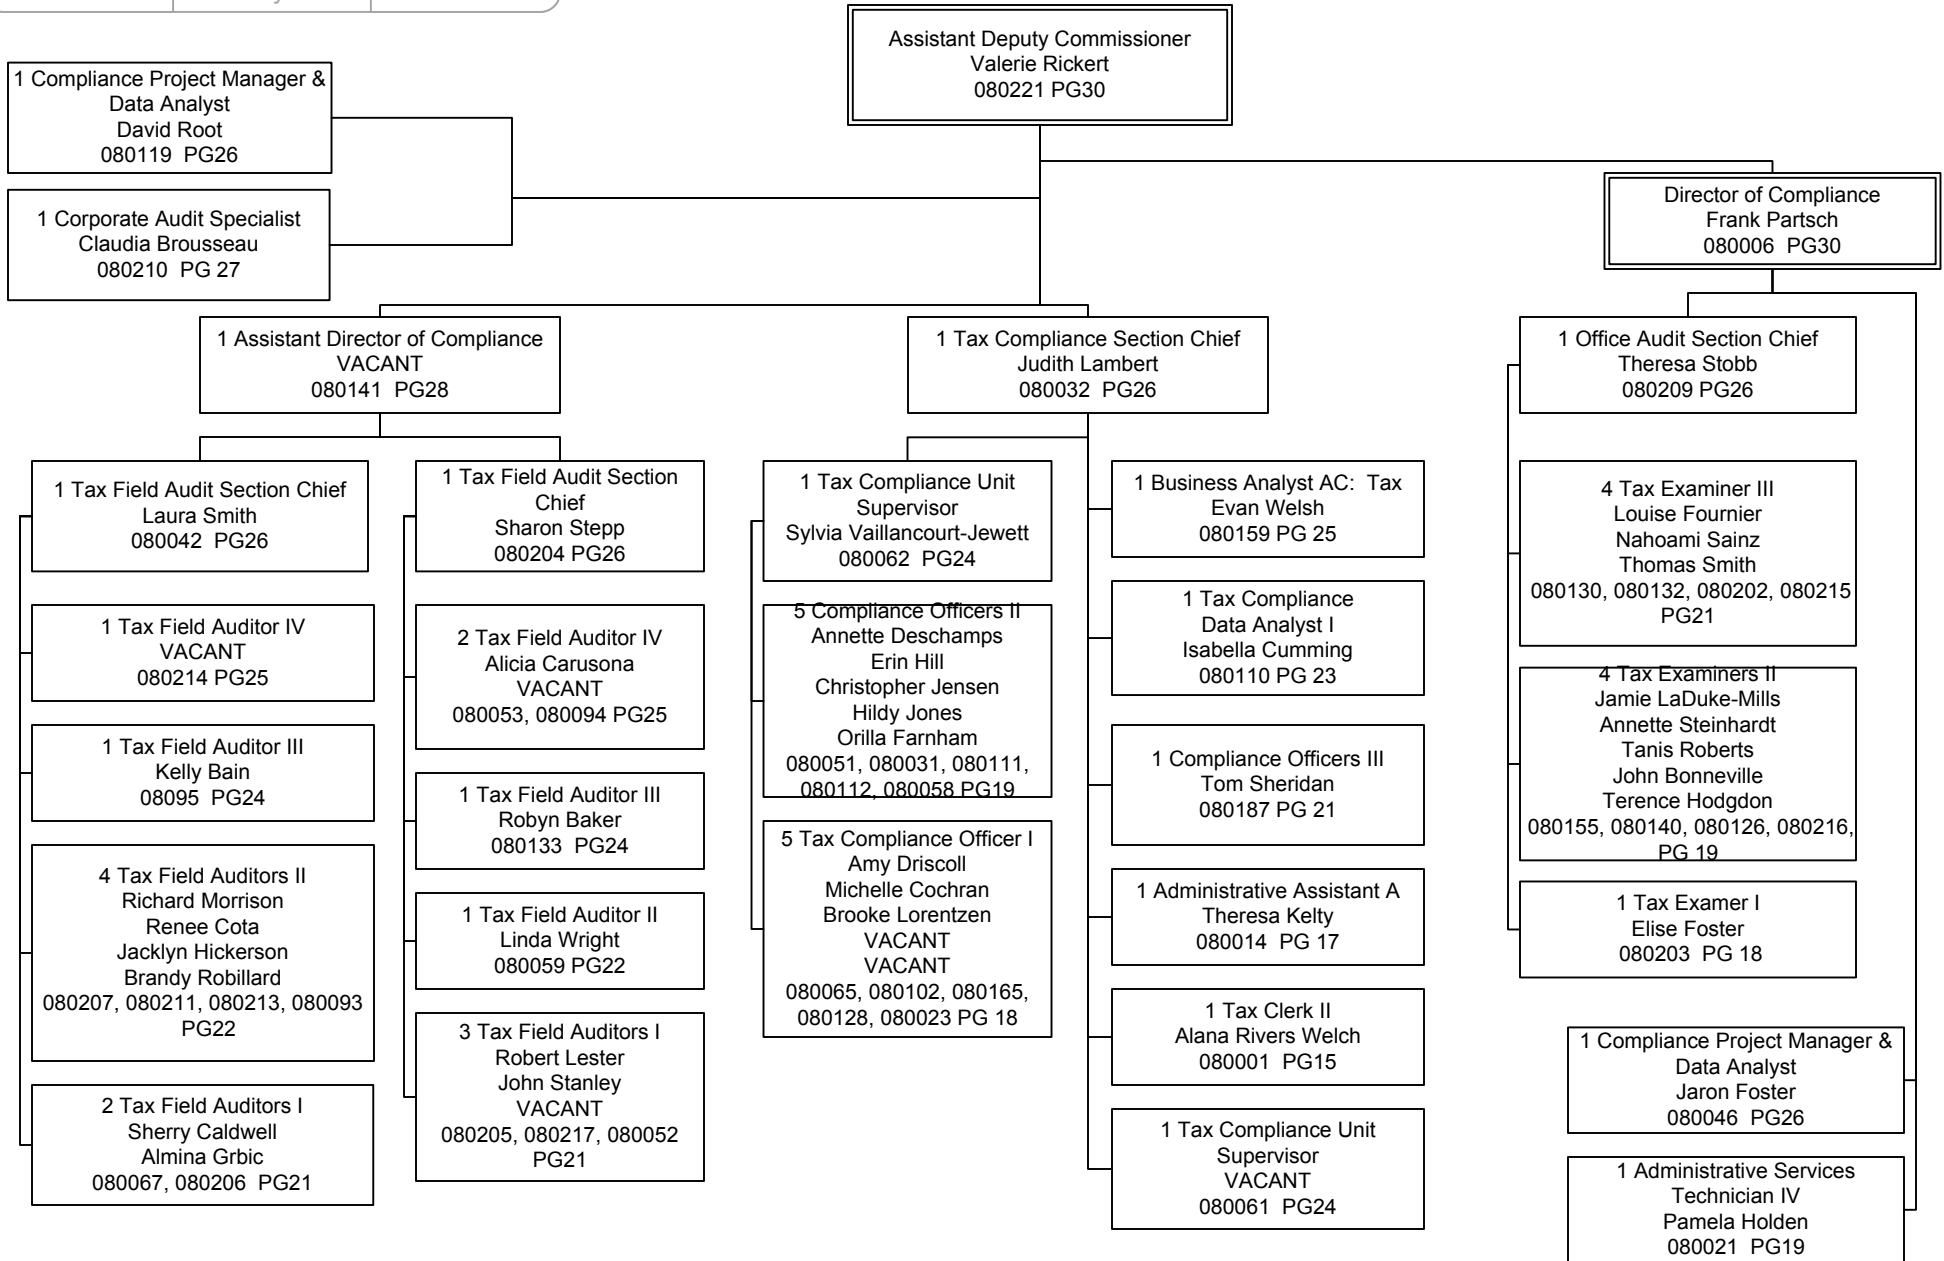 Assistant Deputy Commissioner
Valerie Rickert
080221 PG30
1 Compliance Project Manager &
Data Analyst
David Root
080119 PG26
1 Corporate Audit Specialist
Claudia Brousseau
080210 PG 27
Director of Compliance
Frank Partsch
080006 PG30
1 Assistant Director of Compliance
VACANT
080141 PG28
1 Tax Compliance Section Chief
Judith Lambert
080032 PG26
1 Office Audit Section Chief
Theresa Stobb
080209 PG26
1 Tax Field Audit Section Chief
Laura Smith
080042 PG26
1 Tax Field Auditor IV
VACANT
080214 PG25
1 Tax Field Auditor III
Kelly Bain
08095 PG24
4 Tax Field Auditors II
Richard Morrison
Renee Cota
Jacklyn Hickerson
Brandy Robillard
080207, 080211, 080213, 080093
PG22
2 Tax Field Auditors I
Sherry Caldwell
Almina Grbic
080067, 080206 PG21
1 Tax Field Audit Section
Chief
Sharon Stepp
080204 PG26
2 Tax Field Auditor IV
Alicia Carusona
VACANT
080053, 080094 PG25
1 Tax Field Auditor III
Robyn Baker
080133 PG24
1 Tax Field Auditor II
Linda Wright
080059 PG22
3 Tax Field Auditors I
Robert Lester
John Stanley
VACANT
080205, 080217, 080052
PG21
1 Tax Compliance Unit
Supervisor
Sylvia Vaillancourt-Jewett
080062 PG24
5 Compliance Officers II
Annette Deschamps
Erin Hill
Christopher Jensen
Hildy Jones
Orilla Farnham
080051, 080031, 080111,
080112, 080058 PG19
5 Tax Compliance Officer I
Amy Driscoll
Michelle Cochran
Brooke Lorentzen
VACANT
VACANT
080065, 080102, 080165,
080128, 080023 PG 18
1 Business Analyst AC: Tax
Evan Welsh
080159 PG 25
1 Tax Compliance
Data Analyst I
Isabella Cumming
080110 PG 23
1 Compliance Officers III
Tom Sheridan
080187 PG 21
1 Administrative Assistant A
Theresa Kelty
080014 PG 17
1 Tax Clerk II
Alana Rivers Welch
080001 PG15
1 Tax Compliance Unit
Supervisor
VACANT
080061 PG24
4 Tax Examiner III
Louise Fournier
Nahoami Sainz
Thomas Smith
080130, 080132, 080202, 080215
PG21
4 Tax Examiners II
Jamie LaDuke-Mills
Annette Steinhardt
Tanis Roberts
John Bonneville
Terence Hodgdon
080155, 080140, 080126, 080216,
PG 19
1 Tax Examer I
Elise Foster
080203 PG 18
1 Compliance Project Manager &
Data Analyst
Jaron Foster
080046 PG26
1 Administrative Services
Technician IV
Pamela Holden
080021 PG19